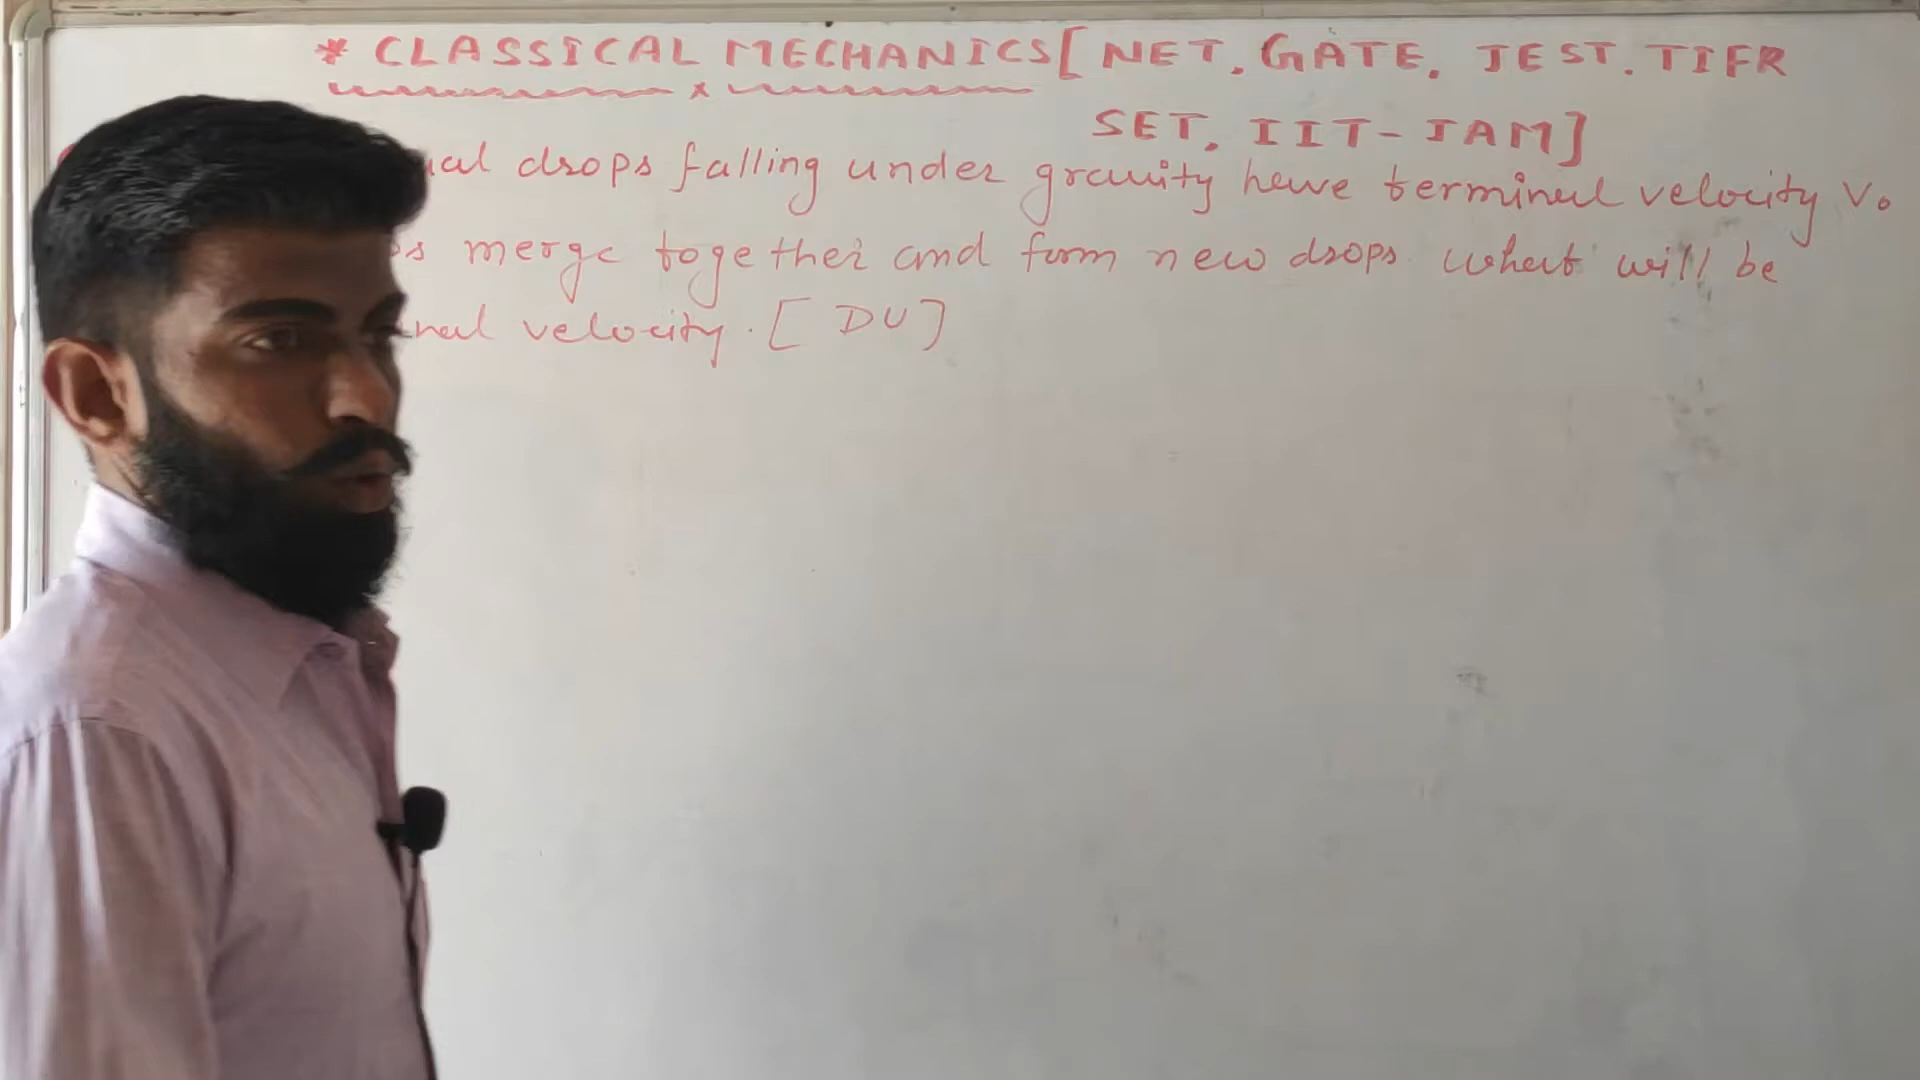 * CLASSICAL MECHANICS [ NET, GATE, JEST, TIFR
SET, IIT-JAM]
drops falling under gravity have terminal velocity V₀
merge together and form new drops. what will be
velocity. [ DU ]